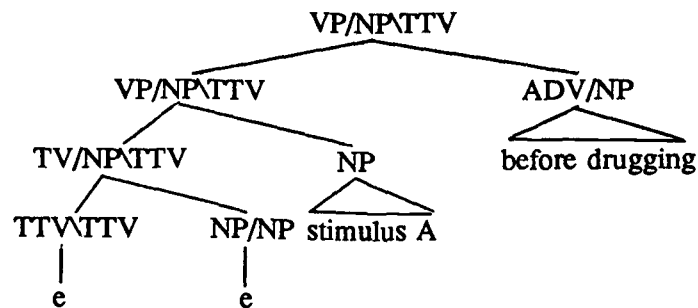 VP/NP\TTV
VP/NP\TTV ADV/NP
TV/NP\TTV NP before drugging
TTV\TTV NP/NP stimulus A
e e